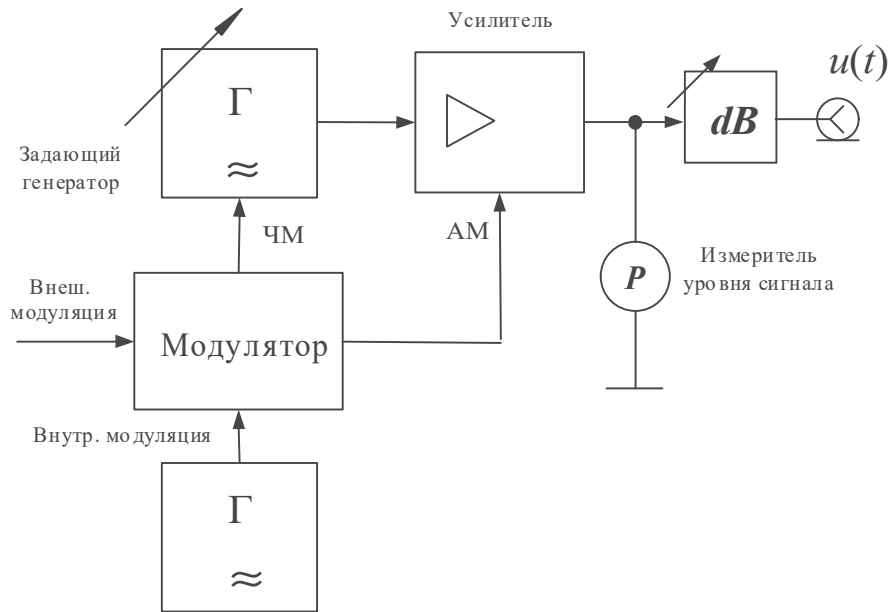 Усилитель
u(t)
Г
≈
dB
Задающий
генератор
ЧМ
АМ
Внеш.
модуляция
Модулятор
P
Измеритель
уровня сигнала
Внутр. модуляция
Г
≈